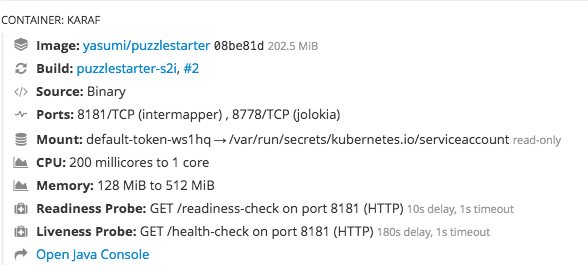 CONTAINER: KARAF
Image: yasumi/puzzlestarter 08be81d 202.5 MiB
Build: puzzlestarter-s2i, #2
Source: Binary
Ports: 8181/TCP (intermapper) , 8778/TCP (jolokia)
Mount: default-token-ws1hq → /var/run/secrets/kubernetes.io/serviceaccount read-only
CPU: 200 millicores to 1 core
Memory: 128 MiB to 512 MiB
Readiness Probe: GET /readiness-check on port 8181 (HTTP) 10s delay, 1s timeout
Liveness Probe: GET /health-check on port 8181 (HTTP) 180s delay, 1s timeout
Open Java Console